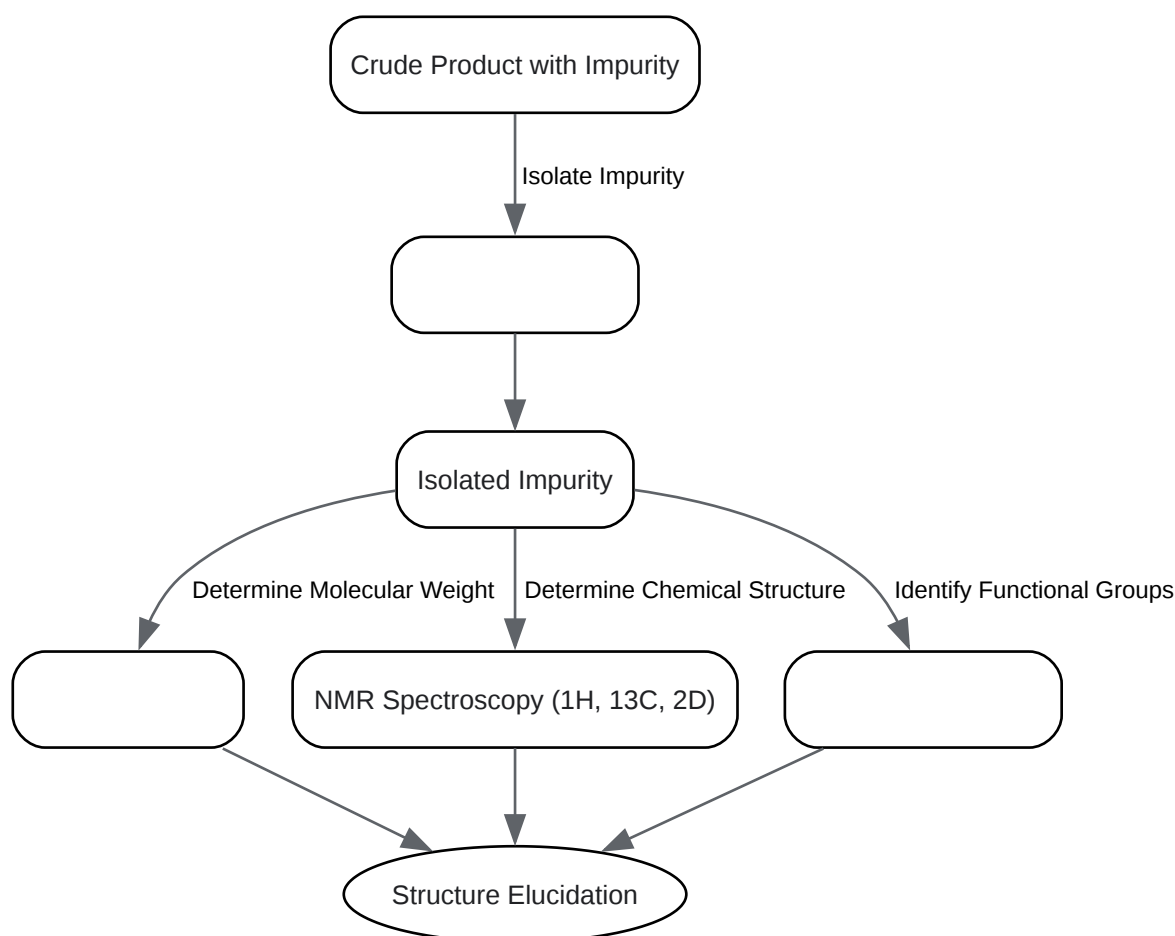 Crude Product with Impurity
Isolate Impurity
Isolated Impurity
Determine Molecular Weight
Determine Chemical Structure
Identify Functional Groups
NMR Spectroscopy (1H, 13C, 2D)
Structure Elucidation